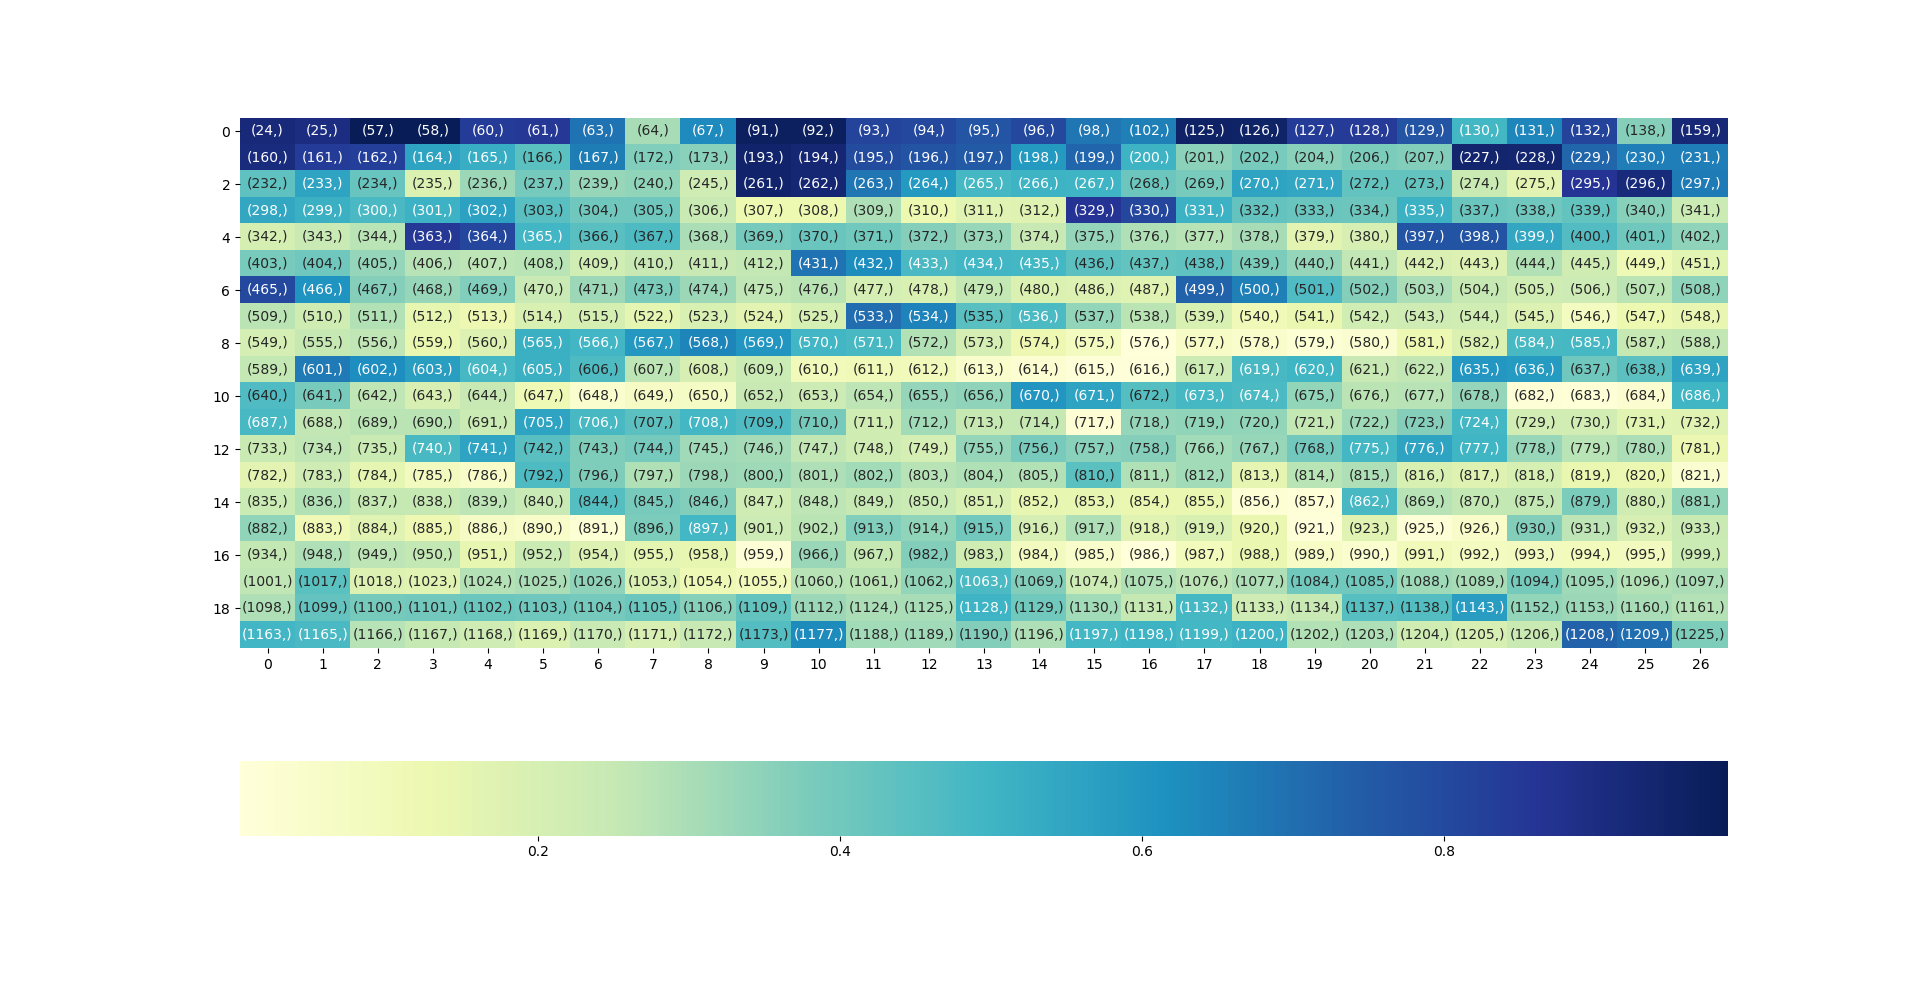 0 (24,) (25,) (57,) (58,) (60,) (61,) (63,) (64,) (67,) (91,) (92,) (93,) (94,) (95,) (96,) (98,) (102,) (125,) (126,) (127,) (128,) (129,) (130,) (131,) (132,) (138,) (159,)
(160,) (161,) (162,) (164,) (165,) (166,) (167,) (172,) (173,) (193,) (194,) (195,) (196,) (197,) (198,) (199,) (200,) (201,) (202,) (204,) (206,) (207,) (227,) (228,) (229,) (230,) (231,)
2 (232,) (233,) (234,) (235,) (236,) (237,) (239,) (240,) (245,) (261,) (262,) (263,) (264,) (265,) (266,) (267,) (268,) (269,) (270,) (271,) (272,) (273,) (274,) (275,) (295,) (296,) (297,)
(298,) (299,) (300,) (301,) (302,) (303,) (304,) (305,) (306,) (307,) (308,) (309,) (310,) (311,) (312,) (329,) (330,) (331,) (332,) (333,) (334,) (335,) (337,) (338,) (339,) (340,) (341,)
4 (342,) (343,) (344,) (363,) (364,) (365,) (366,) (367,) (368,) (369,) (370,) (371,) (372,) (373,) (374,) (375,) (376,) (377,) (378,) (379,) (380,) (397,) (398,) (399,) (400,) (401,) (402,)
(403,) (404,) (405,) (406,) (407,) (408,) (409,) (410,) (411,) (412,) (431,) (432,) (433,) (434,) (435,) (436,) (437,) (438,) (439,) (440,) (441,) (442,) (443,) (444,) (445,) (449,) (451,)
6 (465,) (466,) (467,) (468,) (469,) (470,) (471,) (473,) (474,) (475,) (476,) (477,) (478,) (479,) (480,) (486,) (487,) (499,) (500,) (501,) (502,) (503,) (504,) (505,) (506,) (507,) (508,)
(509,) (510,) (511,) (512,) (513,) (514,) (515,) (522,) (523,) (524,) (525,) (533,) (534,) (535,) (536,) (537,) (538,) (539,) (540,) (541,) (542,) (543,) (544,) (545,) (546,) (547,) (548,)
8 (549,) (555,) (556,) (559,) (560,) (565,) (566,) (567,) (568,) (569,) (570,) (571,) (572,) (573,) (574,) (575,) (576,) (577,) (578,) (579,) (580,) (581,) (582,) (584,) (585,) (587,) (588,)
(589,) (601,) (602,) (603,) (604,) (605,) (606,) (607,) (608,) (609,) (610,) (611,) (612,) (613,) (614,) (615,) (616,) (617,) (619,) (620,) (621,) (622,) (635,) (636,) (637,) (638,) (639,)
10 (640,) (641,) (642,) (643,) (644,) (647,) (648,) (649,) (650,) (652,) (653,) (654,) (655,) (656,) (670,) (671,) (672,) (673,) (674,) (675,) (676,) (677,) (678,) (682,) (683,) (684,) (686,)
(687,) (688,) (689,) (690,) (691,) (705,) (706,) (707,) (708,) (709,) (710,) (711,) (712,) (713,) (714,) (717,) (718,) (719,) (720,) (721,) (722,) (723,) (724,) (729,) (730,) (731,) (732,)
12 (733,) (734,) (735,) (740,) (741,) (742,) (743,) (744,) (745,) (746,) (747,) (748,) (749,) (755,) (756,) (757,) (758,) (766,) (767,) (768,) (775,) (776,) (777,) (778,) (779,) (780,) (781,)
(782,) (783,) (784,) (785,) (786,) (792,) (796,) (797,) (798,) (800,) (801,) (802,) (803,) (804,) (805,) (810,) (811,) (812,) (813,) (814,) (815,) (816,) (817,) (818,) (819,) (820,) (821,)
14 (835,) (836,) (837,) (838,) (839,) (840,) (844,) (845,) (846,) (847,) (848,) (849,) (850,) (851,) (852,) (853,) (854,) (855,) (856,) (857,) (862,) (869,) (870,) (875,) (879,) (880,) (881,)
(882,) (883,) (884,) (885,) (886,) (890,) (891,) (896,) (897,) (901,) (902,) (913,) (914,) (915,) (916,) (917,) (918,) (919,) (920,) (921,) (923,) (925,) (926,) (930,) (931,) (932,) (933,)
16 (934,) (948,) (949,) (950,) (951,) (952,) (954,) (955,) (958,) (959,) (966,) (967,) (982,) (983,) (984,) (985,) (986,) (987,) (988,) (989,) (990,) (991,) (992,) (993,) (994,) (995,) (999,)
(1001,) (1017,) (1018,) (1023,) (1024,) (1025,) (1026,) (1053,) (1054,) (1055,) (1060,) (1061,) (1062,) (1063,) (1069,) (1074,) (1075,) (1076,) (1077,) (1084,) (1085,) (1088,) (1089,) (1094,) (1095,) (1096,) (1097,)
18 (1098,) (1099,) (1100,) (1101,) (1102,) (1103,) (1104,) (1105,) (1106,) (1109,) (1112,) (1124,) (1125,) (1128,) (1129,) (1130,) (1131,) (1132,) (1133,) (1134,) (1137,) (1138,) (1143,) (1152,) (1153,) (1160,) (1161,)
(1163,) (1165,) (1166,) (1167,) (1168,) (1169,) (1170,) (1171,) (1172,) (1173,) (1177,) (1188,) (1189,) (1190,) (1196,) (1197,) (1198,) (1199,) (1200,) (1202,) (1203,) (1204,) (1205,) (1206,) (1208,) (1209,) (1225,)
0 1 2 3 4 5 6 7 8 9 10 11 12 13 14 15 16 17 18 19 20 21 22 23 24 25 26
0.2 0.4 0.6 0.8